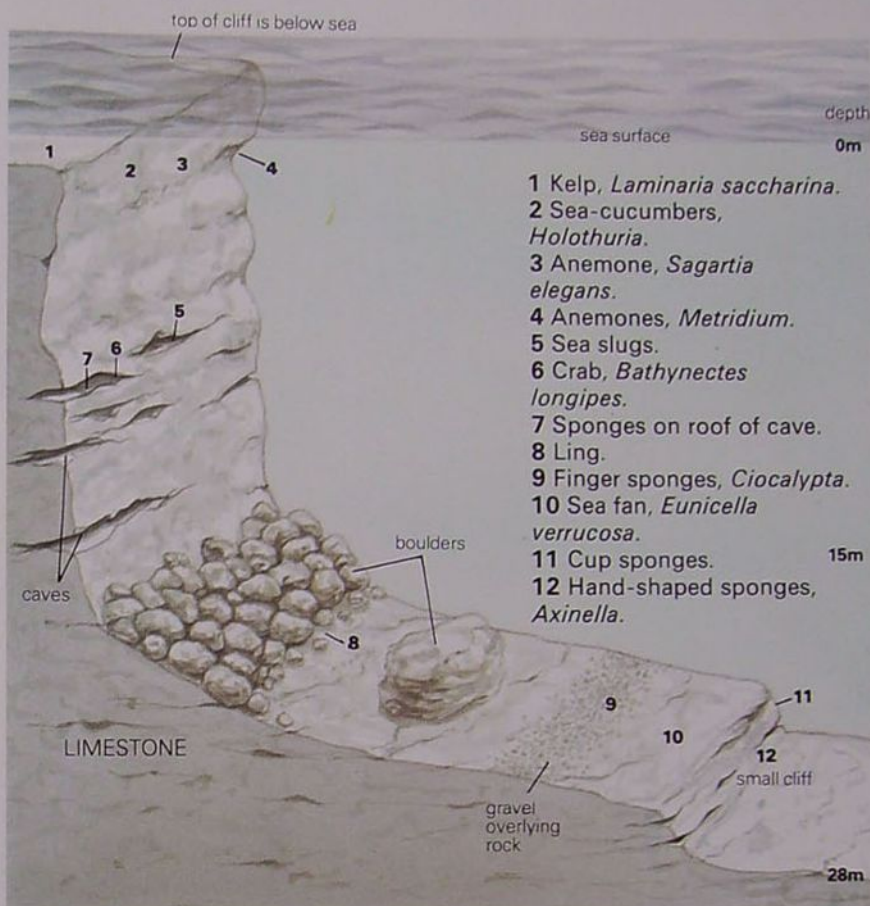 top of cliff is below sea
depth
sea surface
0m
1
2
3
4
1 Kelp, Laminaria saccharina.
2 Sea-cucumbers,
Holothuria.
3 Anemone, Sagartia
elegans.
4 Anemones, Metridium.
5 Sea slugs.
6 Crab, Bathynectes
longipes.
7 Sponges on roof of cave.
8 Ling.
9 Finger sponges, Ciocalypta.
10 Sea fan, Eunicella
verrucosa.
11 Cup sponges.
12 Hand-shaped sponges,
Axinella.
5
6
7
15m
boulders
caves
8
11
9
10
12
LIMESTONE
small cliff
gravel
overlying
rock
28m